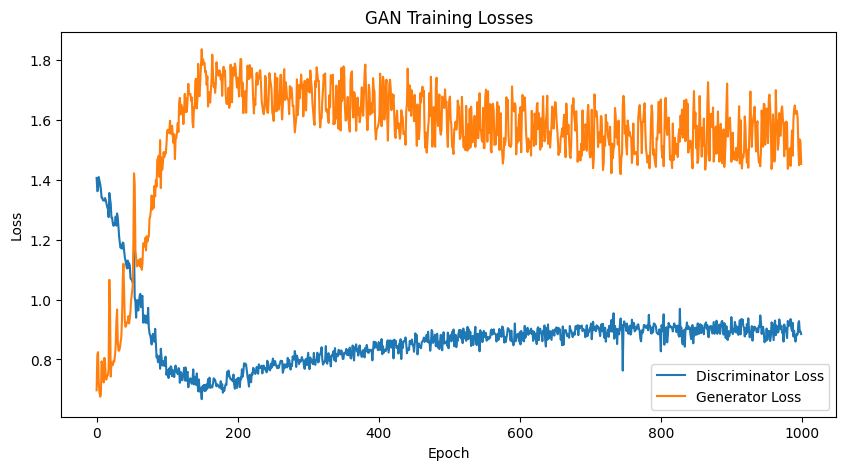 GAN Training Losses
Loss
1.8
1.6
1.4
1.2
1.0
0.8
0
200
400
600
800
1000
Epoch
Discriminator Loss
Generator Loss